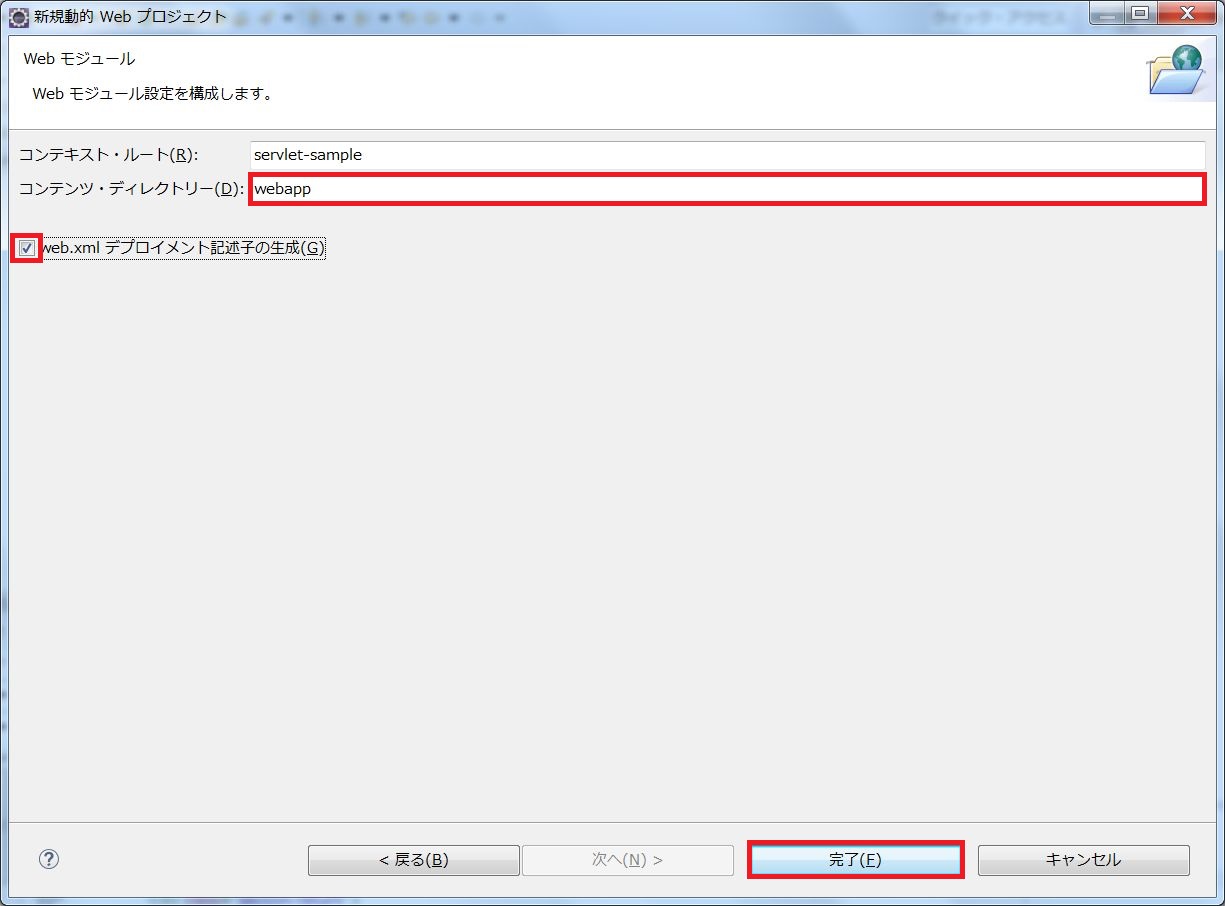 新規動的 Web プロジェクト
Web モジュール
Web モジュール設定を構成します。
コンテキスト・ルート(R): servlet-sample
コンテンツ・ディレクトリー(D): webapp
web.xml デプロイメント記述子の生成(G)
?
< 戻る(B) 次へ(N) > 完了(F) キャンセル